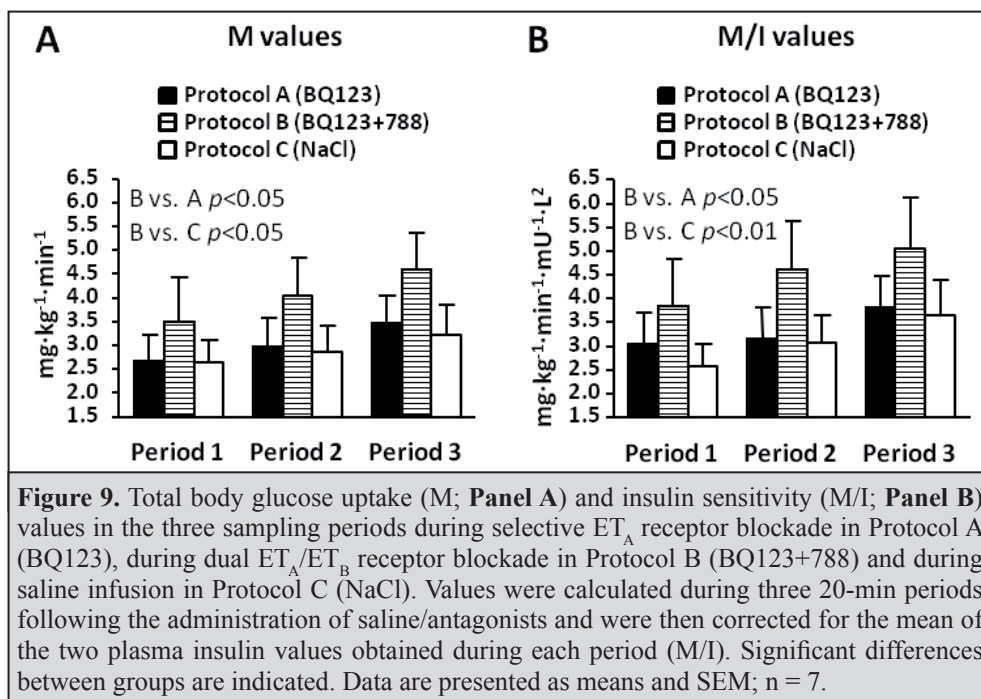 A M values
Protocol A (BQ123)
Protocol B (BQ123+788)
Protocol C (NaCl)
B vs. A p<0.05
B vs. C p<0.05
mg·kg⁻¹·min⁻¹
6.5
6.0
5.5
5.0
4.5
4.0
3.5
3.0
2.5
2.0
1.5
Period 1 Period 2 Period 3
B M/I values
Protocol A (BQ123)
Protocol B (BQ123+788)
Protocol C (NaCl)
B vs. A p<0.05
B vs. C p<0.01
mg·kg⁻¹·min⁻¹·mU⁻¹·L²
6.5
6.0
5.5
5.0
4.5
4.0
3.5
3.0
2.5
2.0
1.5
Period 1 Period 2 Period 3
Figure 9. Total body glucose uptake (M; Panel A) and insulin sensitivity (M/I; Panel B)
values in the three sampling periods during selective ET_A receptor blockade in Protocol A
(BQ123), during dual ET_A/ET_B receptor blockade in Protocol B (BQ123+788) and during
saline infusion in Protocol C (NaCl). Values were calculated during three 20-min periods
following the administration of saline/antagonists and were then corrected for the mean of
the two plasma insulin values obtained during each period (M/I). Significant differences
between groups are indicated. Data are presented as means and SEM; n = 7.